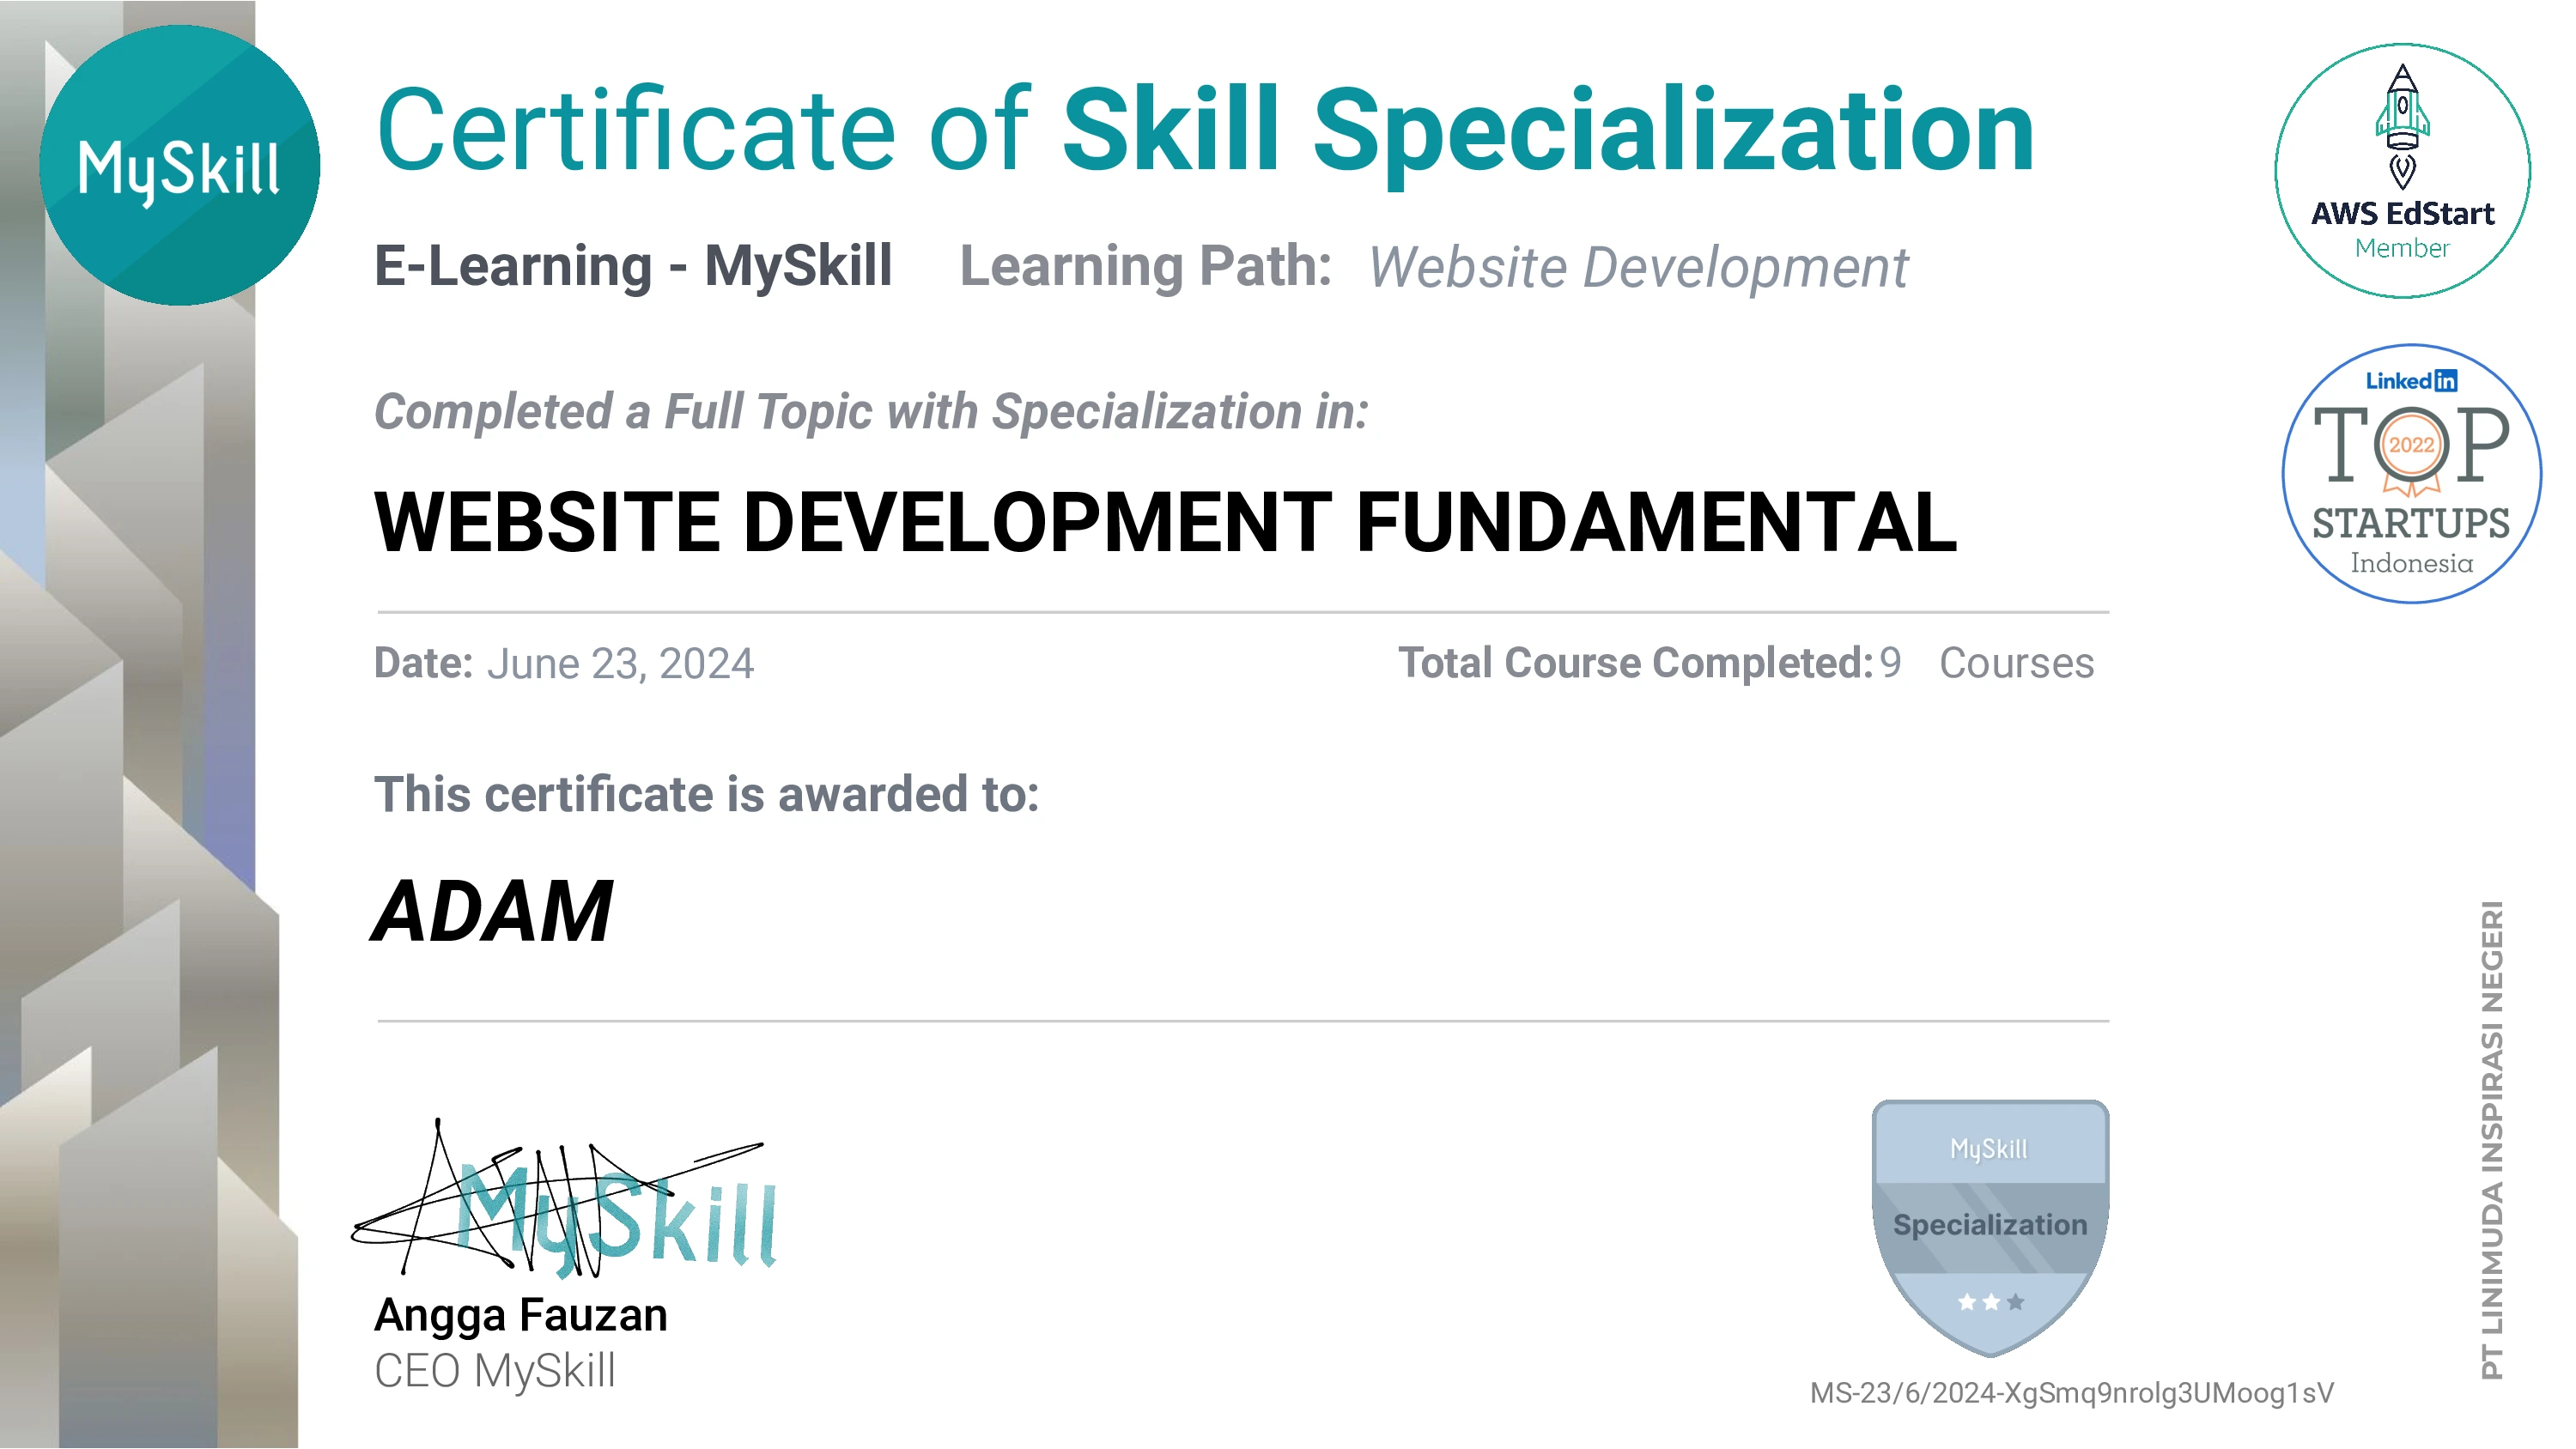 MySkill
Certificate of Skill Specialization
AWS EdStart
Member
E-Learning - MySkill Learning Path: Website Development
Linked in
TOP
2022
STARTUPS
Indonesia
Completed a Full Topic with Specialization in:
WEBSITE DEVELOPMENT FUNDAMENTAL
Date: June 23, 2024 Total Course Completed: 9 Courses
This certificate is awarded to:
ADAM
MySkill
Angga Fauzan
CEO MySkill
MySkill
Specialization
MS-23/6/2024-XgSmq9nrolg3UMoog1sV
PT LINIMUDA INSPIRASI NEGERI